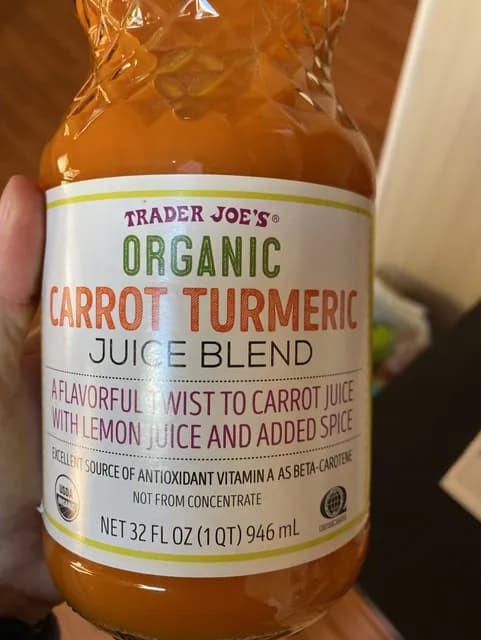 TRADER JOE'S®
ORGANIC
CARROT TURMERIC
JUICE BLEND
A FLAVORFUL TWIST TO CARROT JUICE
WITH LEMON JUICE AND ADDED SPICE
EXCELLENT SOURCE OF ANTIOXIDANT VITAMIN A AS BETA-CAROTENE
NOT FROM CONCENTRATE
USDA
NET 32 FL OZ (1 QT) 946 mL